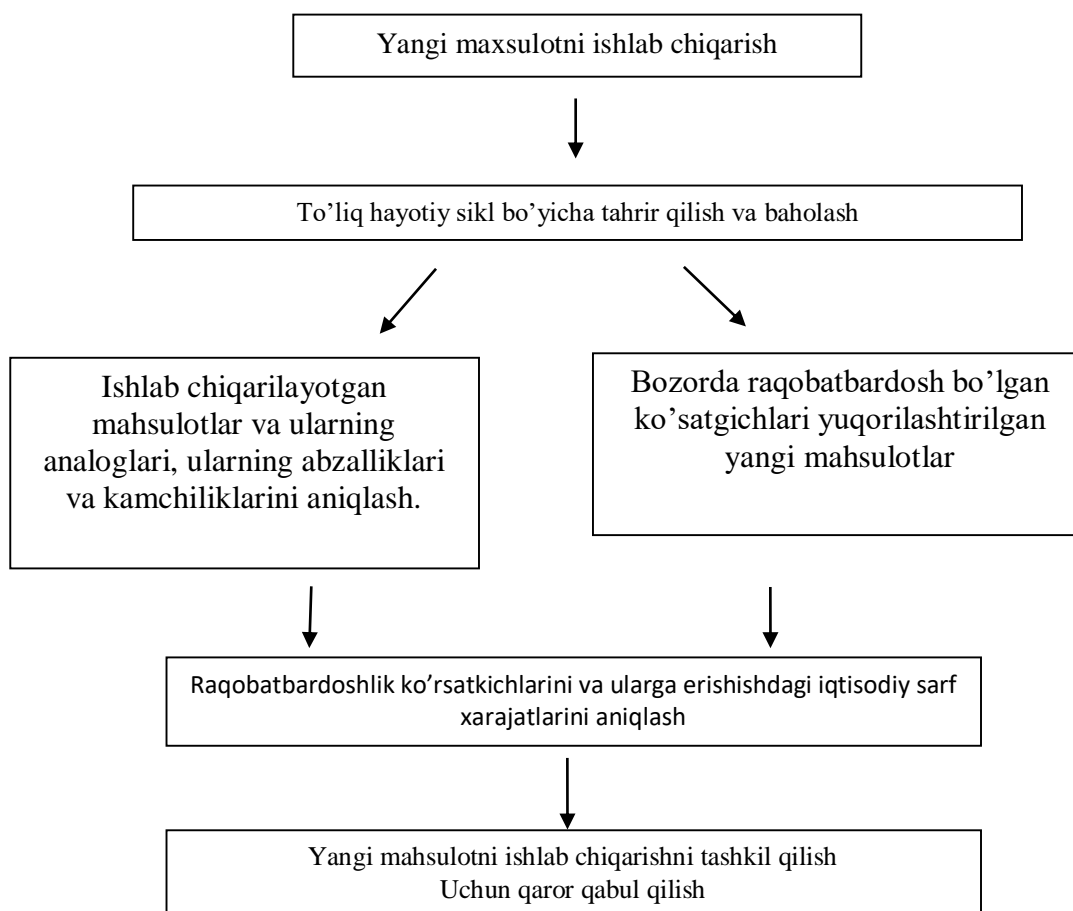 Yangi maxsulotni ishlab chiqarish
To’liq hayotiy sikl bo’yicha tahrir qilish va baholash
Ishlab chiqarilayotgan
mahsulotlar va ularning
analoglari, ularning abzalliklari
va kamchiliklarini aniqlash.
Bozorda raqobatbardosh bo’lgan
ko’satgichlari yuqorilashtirilgan
yangi mahsulotlar
Raqobatbardoshlik ko’rsatkichlarini va ularga erishishdagi iqtisodiy sarf
xarajatlarini aniqlash
Yangi mahsulotni ishlab chiqarishni tashkil qilish
Uchun qaror qabul qilish